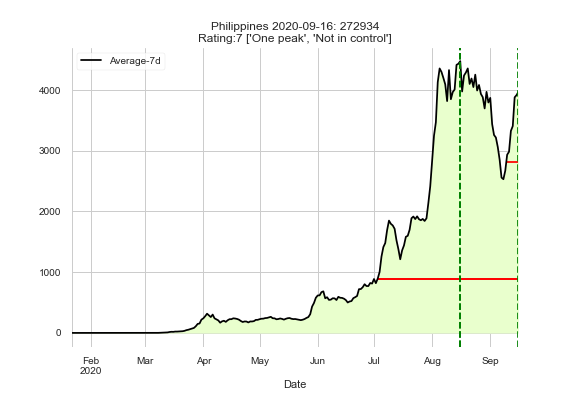 Philippines 2020-09-16: 272934
Rating:7 ['One peak', 'Not in control']
Average-7d
4000
3000
2000
1000
0
Feb
2020
Mar
Apr
May
Jun
Jul
Aug
Sep
Date